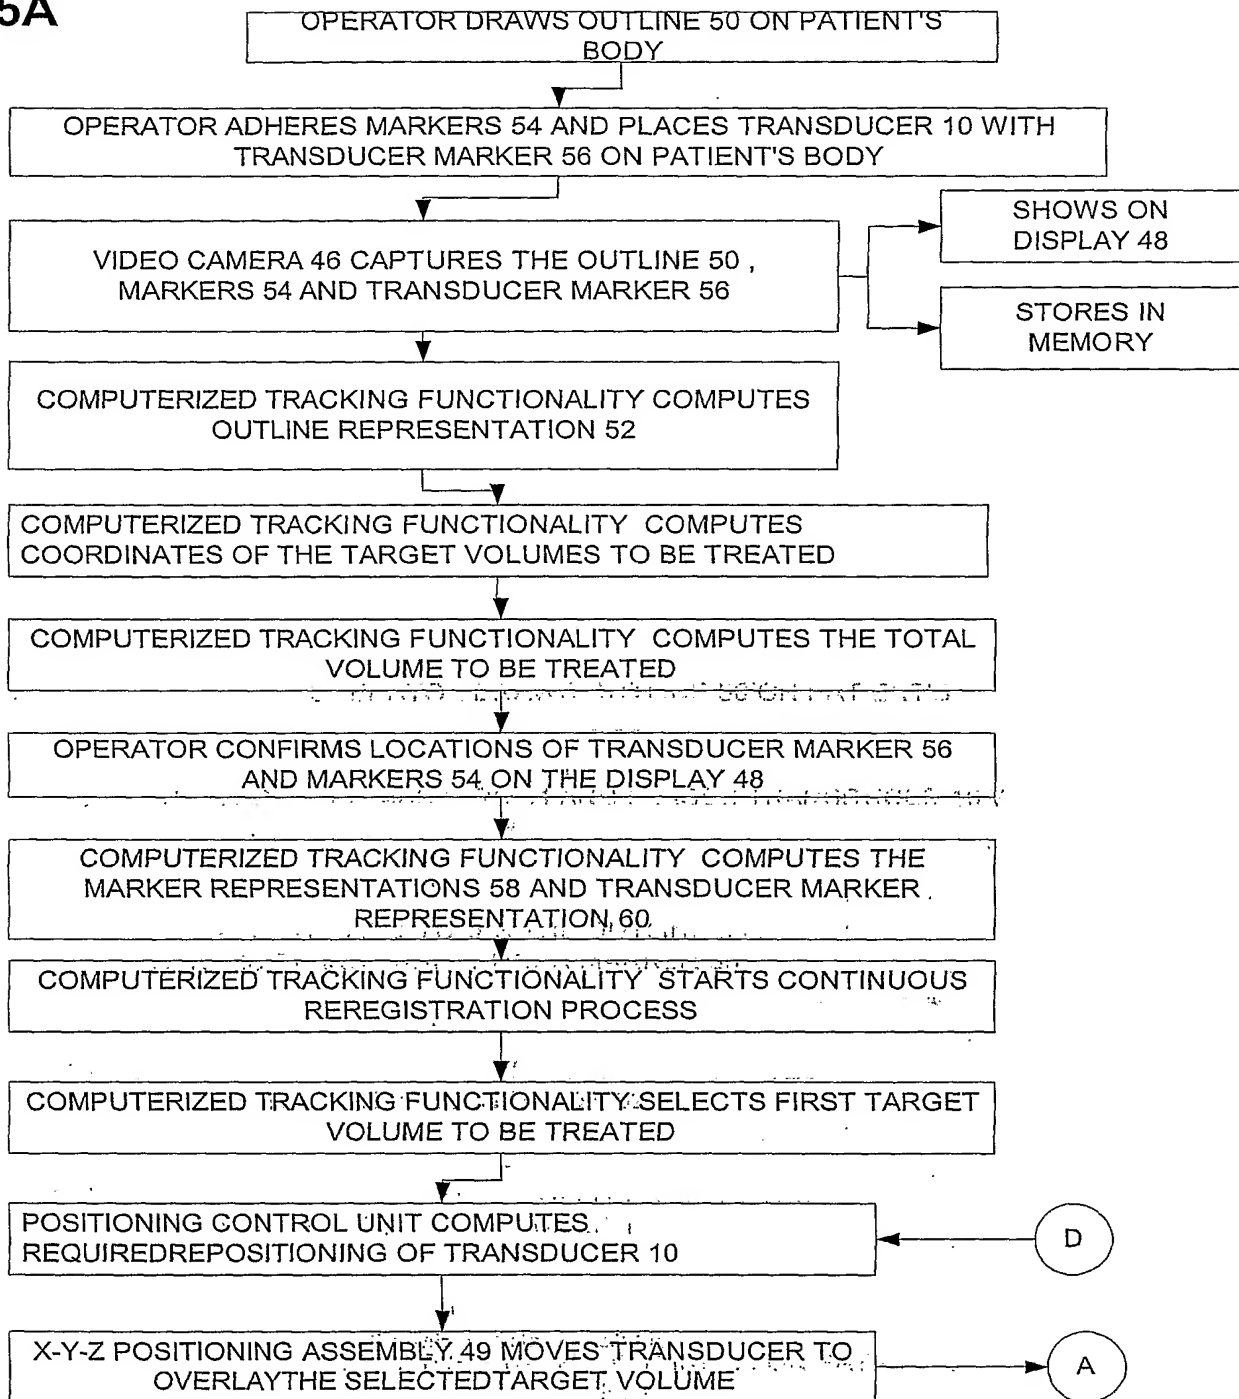 5A
OPERATOR DRAWS OUTLINE 50 ON PATIENT'S
BODY
OPERATOR ADHERES MARKERS 54 AND PLACES TRANSDUCER 10 WITH
TRANSDUCER MARKER 56 ON PATIENT'S BODY
VIDEO CAMERA 46 CAPTURES THE OUTLINE 50 ,
MARKERS 54 AND TRANSDUCER MARKER 56
SHOWS ON
DISPLAY 48
STORES IN
MEMORY
COMPUTERIZED TRACKING FUNCTIONALITY COMPUTES
OUTLINE REPRESENTATION 52
COMPUTERIZED TRACKING FUNCTIONALITY COMPUTES
COORDINATES OF THE TARGET VOLUMES TO BE TREATED
COMPUTERIZED TRACKING FUNCTIONALITY COMPUTES THE TOTAL
VOLUME TO BE TREATED
OPERATOR CONFIRMS LOCATIONS OF TRANSDUCER MARKER 56
AND MARKERS 54 ON THE DISPLAY 48
COMPUTERIZED TRACKING FUNCTIONALITY COMPUTES THE
MARKER REPRESENTATIONS 58 AND TRANSDUCER MARKER
REPRESENTATION 60
COMPUTERIZED TRACKING FUNCTIONALITY STARTS CONTINUOUS
REREGISTRATION PROCESS
COMPUTERIZED TRACKING FUNCTIONALITY SELECTS FIRST TARGET
VOLUME TO BE TREATED
POSITIONING CONTROL UNIT COMPUTES
REQUIREDREPOSITIONING OF TRANSDUCER 10
D
X-Y-Z POSITIONING ASSEMBLY 49 MOVES TRANSDUCER TO
OVERLAYTHE SELECTEDTARGET VOLUME
A